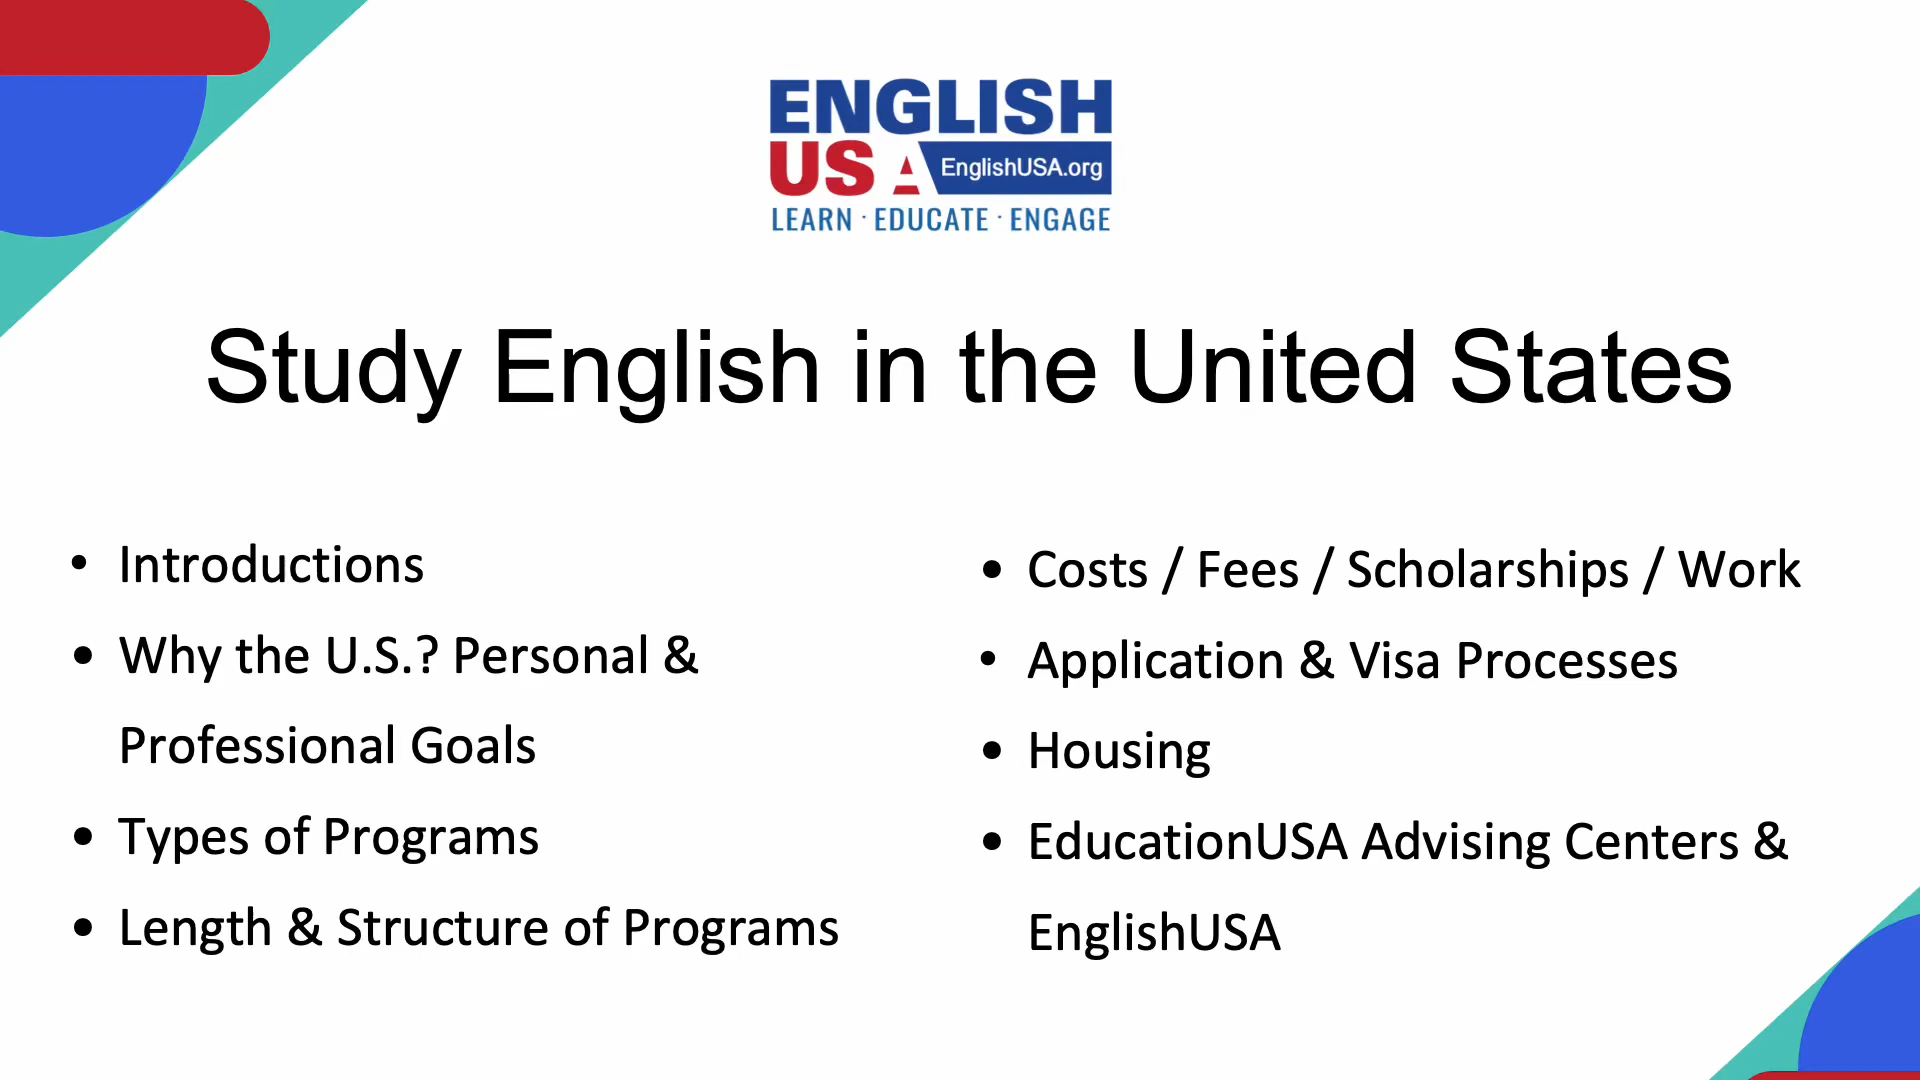 ENGLISH
USA EnglishUSA.org
LEARN · EDUCATE · ENGAGE
Study English in the United States
• Introductions
• Why the U.S.? Personal &
Professional Goals
• Types of Programs
• Length & Structure of Programs
• Costs / Fees / Scholarships / Work
• Application & Visa Processes
• Housing
• EducationUSA Advising Centers &
EnglishUSA